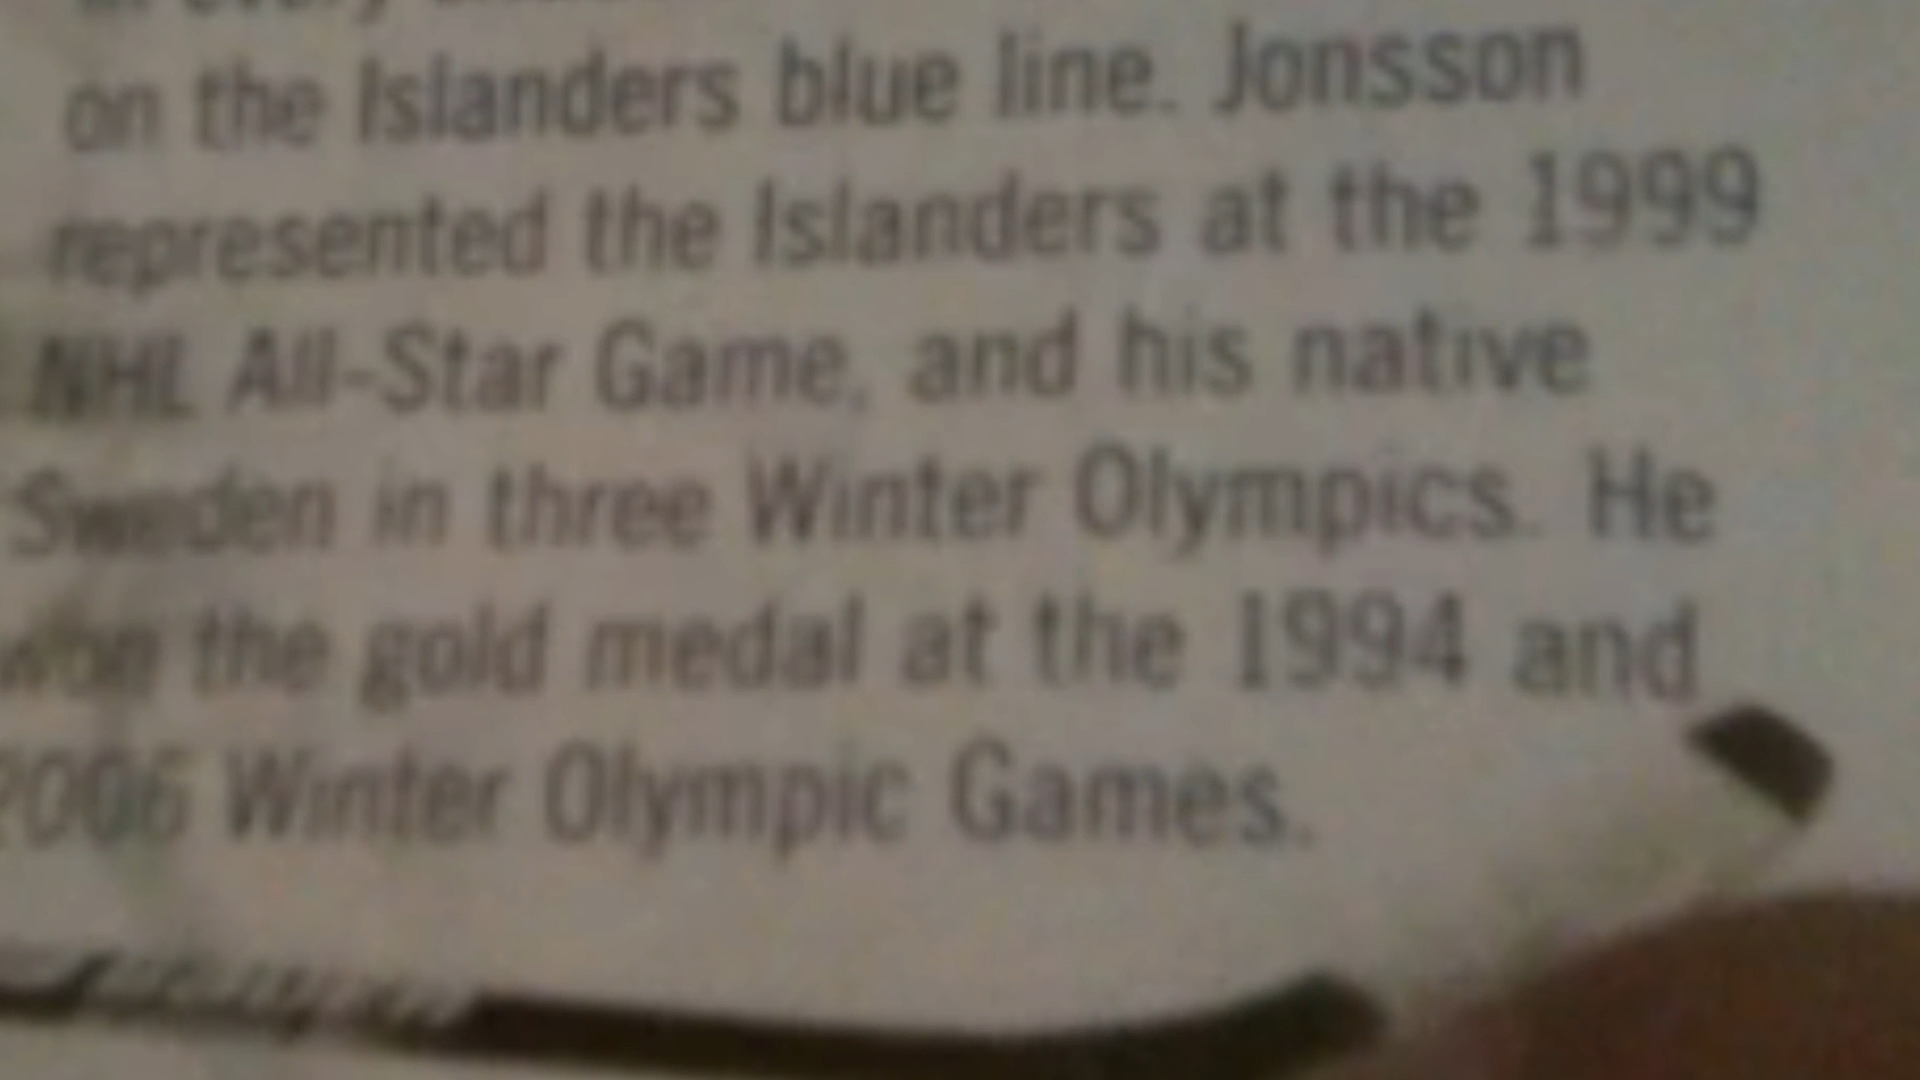 on the Islanders blue line. Jonsson
represented the Islanders at the 1999
NHL All-Star Game, and his native
Sweden in three Winter Olympics. He
won the gold medal at the 1994 and
2006 Winter Olympic Games.